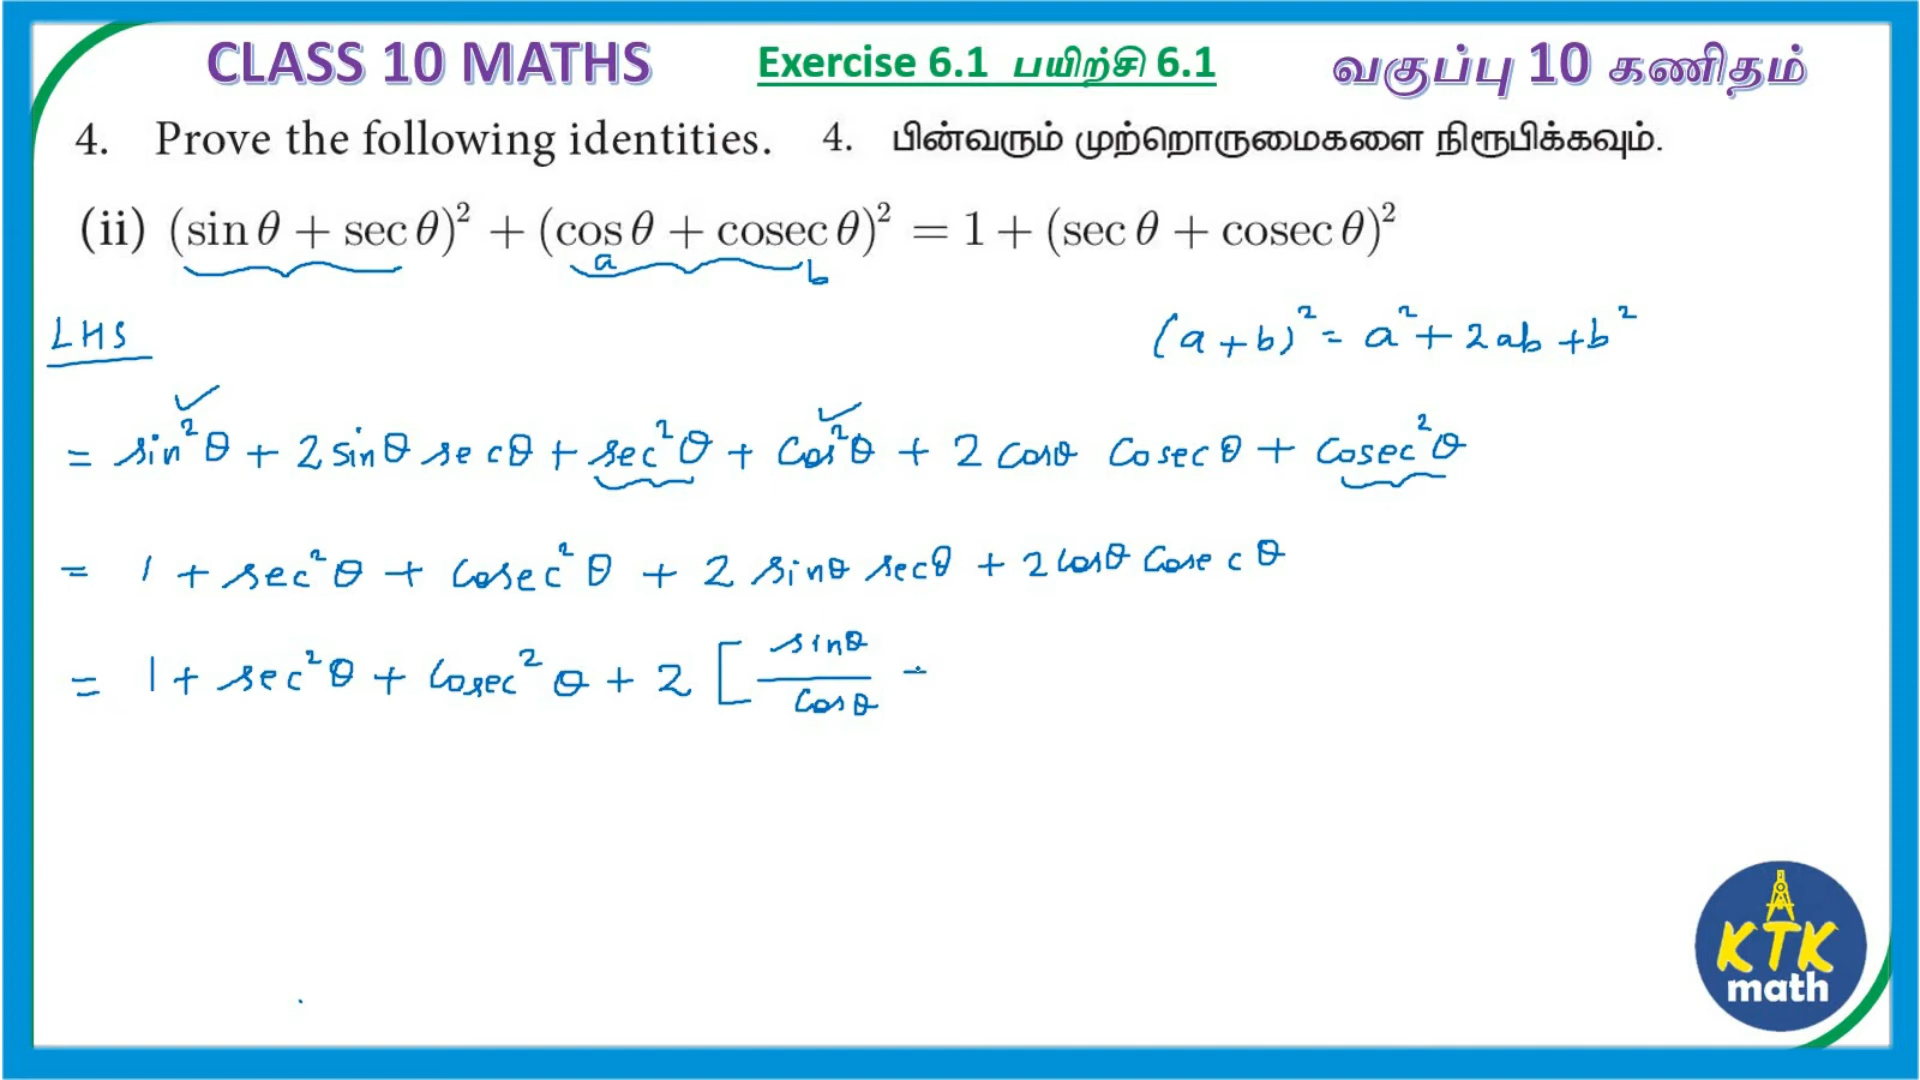 CLASS 10 MATHS Exercise 6.1 பயிற்சி 6.1 வகுப்பு 10 கணிதம்
4. Prove the following identities. 4. பின்வரும் முற்றொருமைகளை நிரூபிக்கவும்.
(ii) (sin θ + sec θ)² + (cos θ + cosec θ)² = 1 + (sec θ + cosec θ)²
a b
LHS (a + b)² = a² + 2ab + b²
= sin²θ + 2 sinθ secθ + sec²θ + cos²θ + 2 cosθ cosecθ + cosec²θ
= 1 + sec²θ + cosec²θ + 2 sinθ secθ + 2 cosθ cosecθ
= 1 + sec²θ + cosec²θ + 2 [ sinθ
cosθ
KTK
math